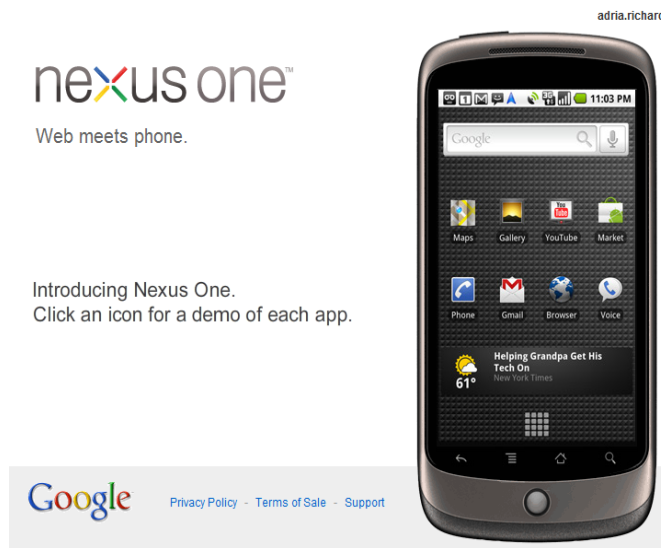 adria.richard
nexus one™
Web meets phone.
11:03 PM
Google
Maps Gallery YouTube Market
Phone Gmail Browser Voice
Helping Grandpa Get His
Tech On
New York Times
61°
Introducing Nexus One.
Click an icon for a demo of each app.
Google
Privacy Policy - Terms of Sale - Support